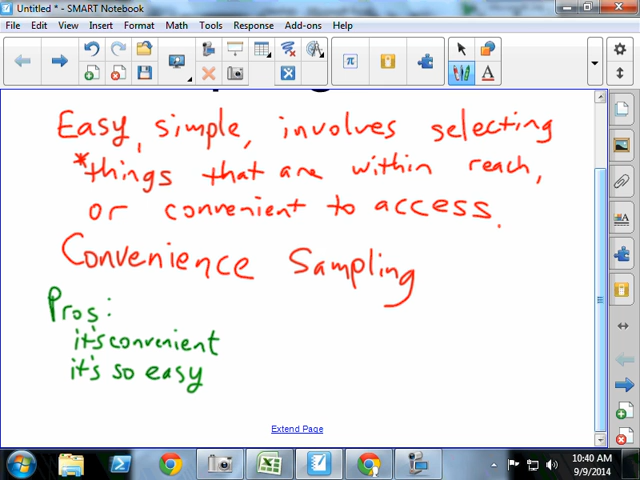 Untitled * - SMART Notebook
File Edit View Insert Format Math Tools Response Add-ons Help
Easy, simple, involves selecting
*things that are within reach,
or convenient to access.
Convenience Sampling
Pros:
it's convenient
it's so easy
Extend Page
10:40 AM
9/9/2014